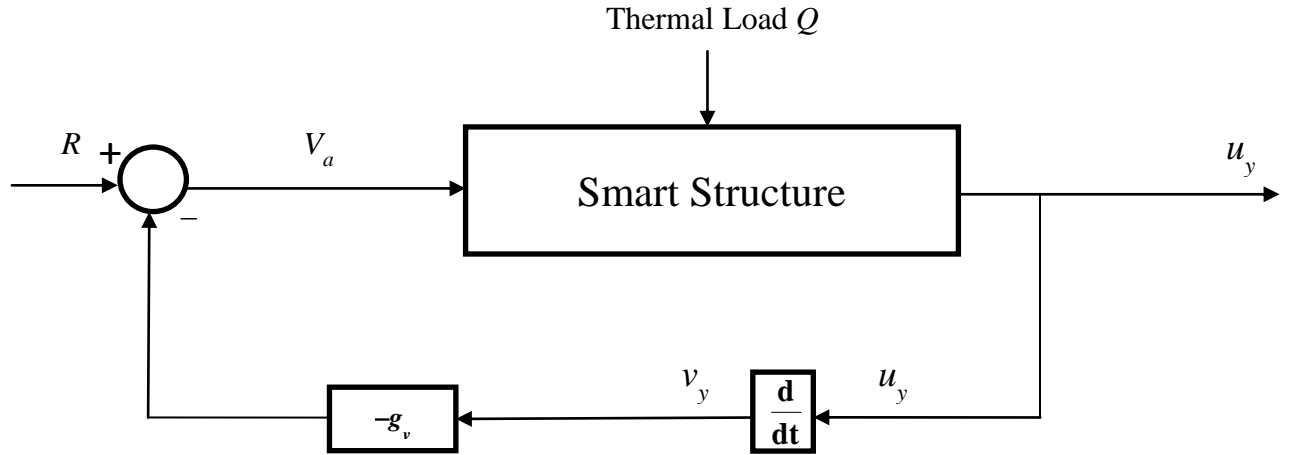 Thermal Load Q
R
+
V_a
Smart Structure
u_y
−
v_y
u_y
d
dt
−g_v